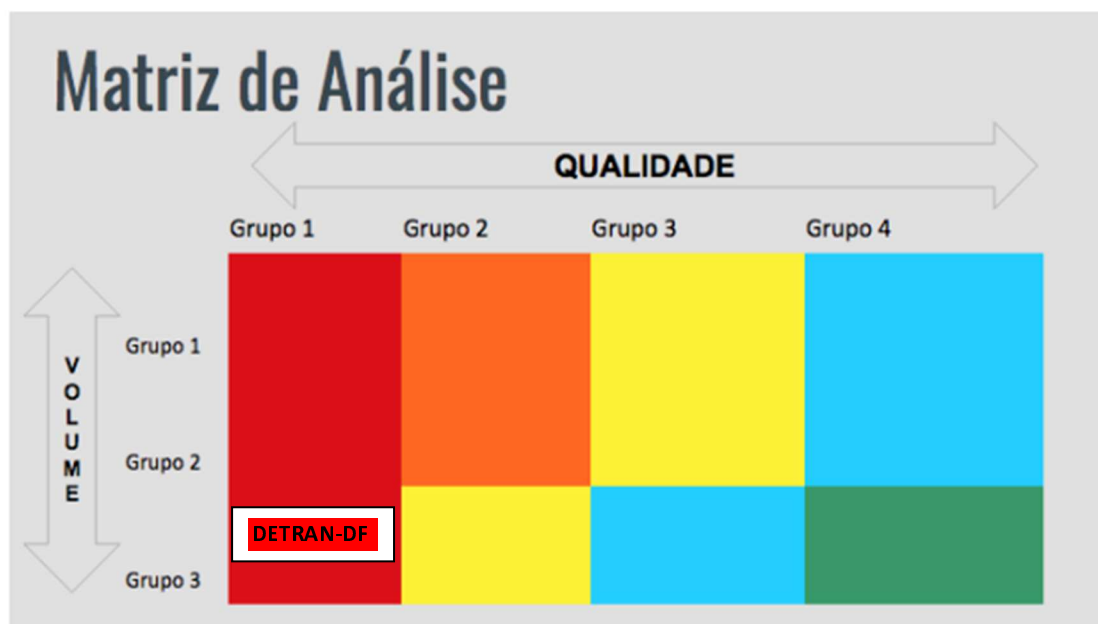 Matriz de Análise
QUALIDADE
Grupo 1
Grupo 2
Grupo 3
Grupo 4
VOLUME
Grupo 1
Grupo 2
Grupo 3
DETRAN-DF